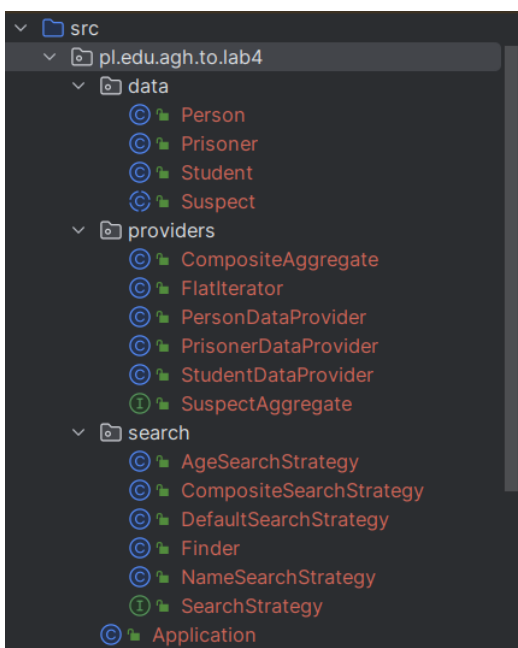 src
pl.edu.agh.to.lab4
data
Person
Prisoner
Student
Suspect
providers
CompositeAggregate
FlatIterator
PersonDataProvider
PrisonerDataProvider
StudentDataProvider
SuspectAggregate
search
AgeSearchStrategy
CompositeSearchStrategy
DefaultSearchStrategy
Finder
NameSearchStrategy
SearchStrategy
Application